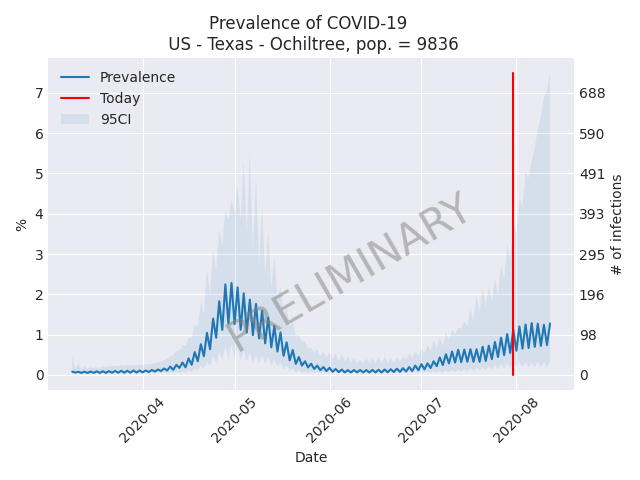 Prevalence of COVID-19
US - Texas - Ochiltree, pop. = 9836
Prevalence
Today
95CI
7
6
5
4
3
2
1
0
%
688
590
491
393
295
196
98
0
# of infections
PRELIMINARY
2020-04
2020-05
2020-06
2020-07
2020-08
Date